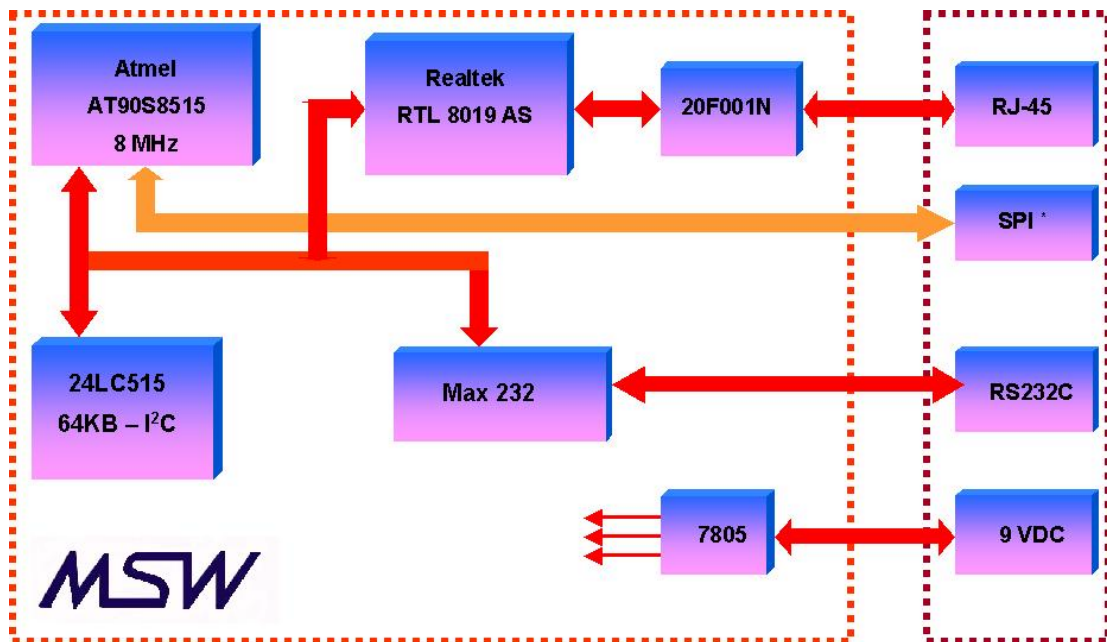 Atmel
AT90S8515
8 MHz
Realtek
RTL 8019 AS
20F001N
RJ-45
SPI *
24LC515
64KB – I²C
Max 232
RS232C
7805
9 VDC
MSW